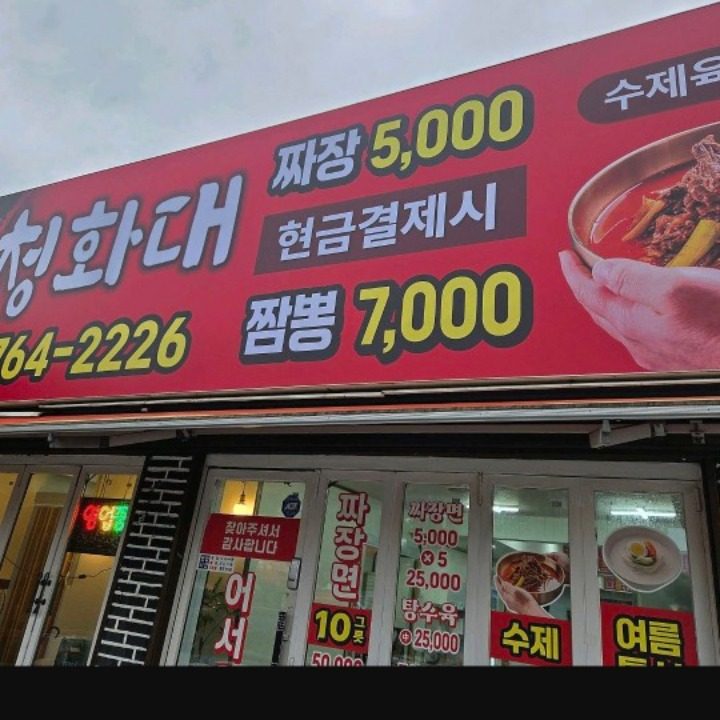 청화대
764-2226
짜장 5,000
현금결제시
짬뽕 7,000
수제육
영업중
찾아주셔서
감사합니다
어서
짜장면
10그릇
50,000
짜장면
5,000
×5
25,000
탕수육
+25,000
수제
여름